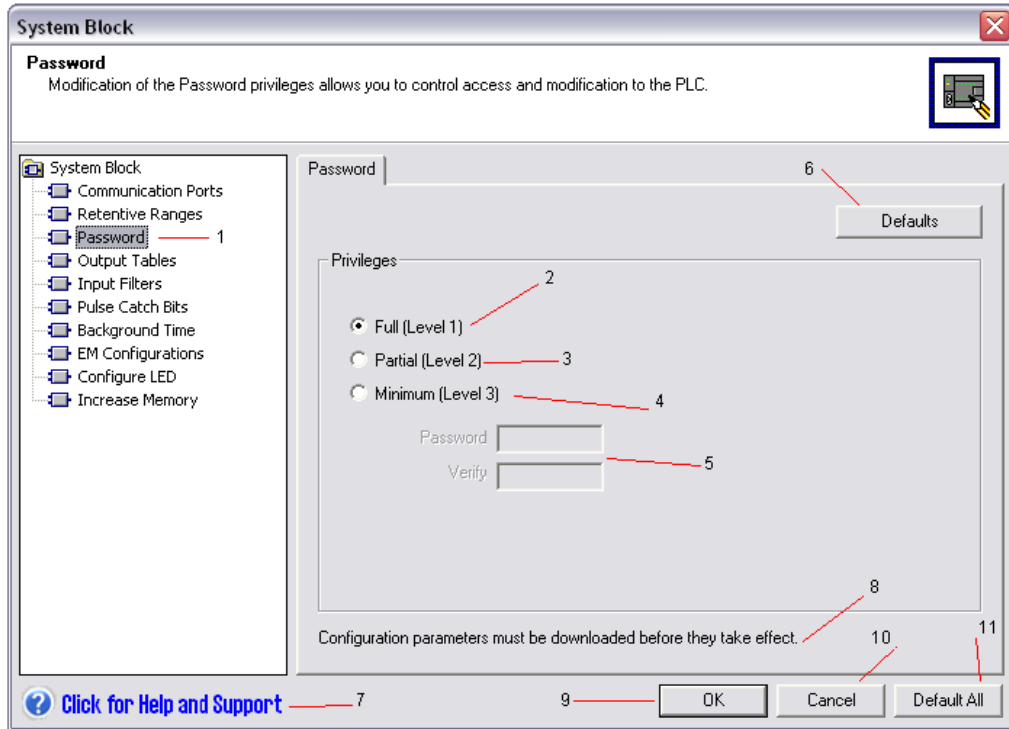 System Block
Password
Modification of the Password privileges allows you to control access and modification to the PLC.
System Block
Communication Ports
Retentive Ranges
Password
1
Output Tables
Input Filters
Pulse Catch Bits
Background Time
EM Configurations
Configure LED
Increase Memory
Password
6
Defaults
Privileges
2
Full (Level 1)
Partial (Level 2)
3
Minimum (Level 3)
4
Password
5
Verify
8
Configuration parameters must be downloaded before they take effect.
10
11
Click for Help and Support
7
9
OK
Cancel
Default All